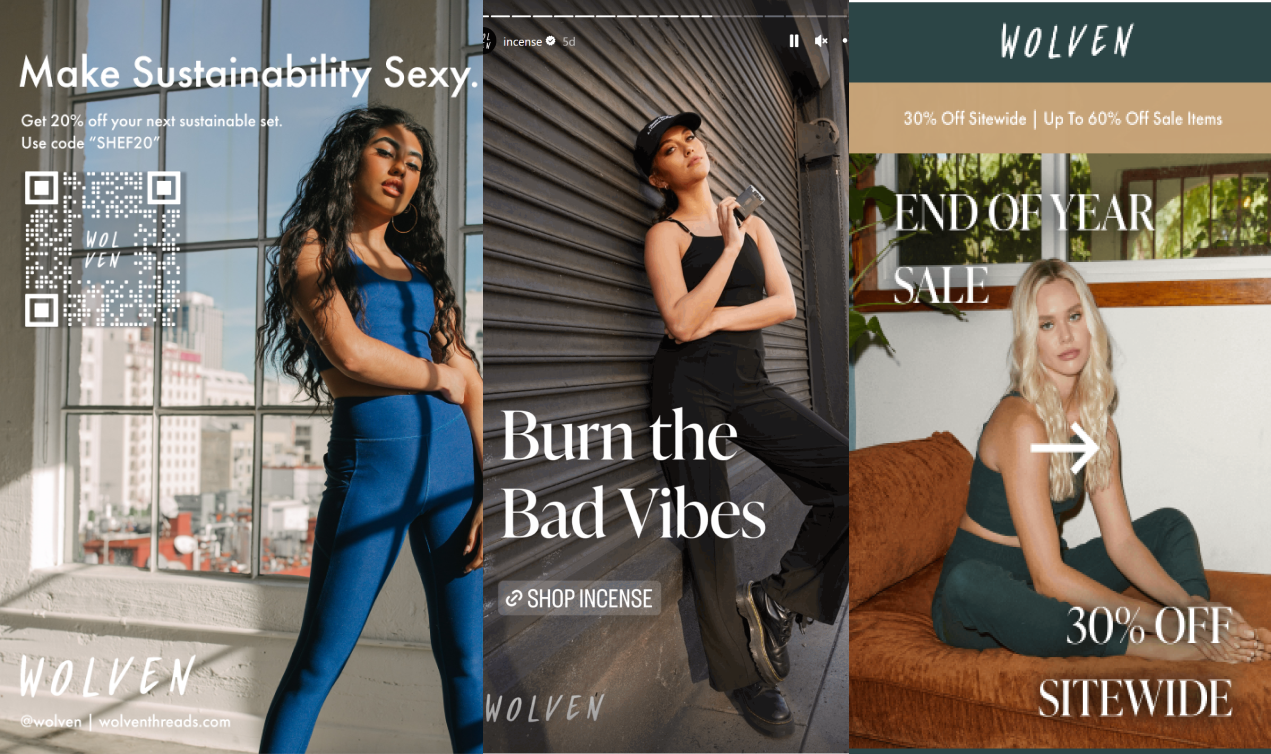 Make Sustainability Sexy.
Get 20% off your next sustainable set.
Use code “SHEF20”
WOL
VEN
WOLVEN
©wolven | wolventhreads.com
incense 5d
Burn the
Bad Vibes
SHOP INCENSE
WOLVEN
WOLVEN
30% Off Sitewide | Up To 60% Off Sale Items
END OF YEAR
SALE
30% OFF
SITEWIDE